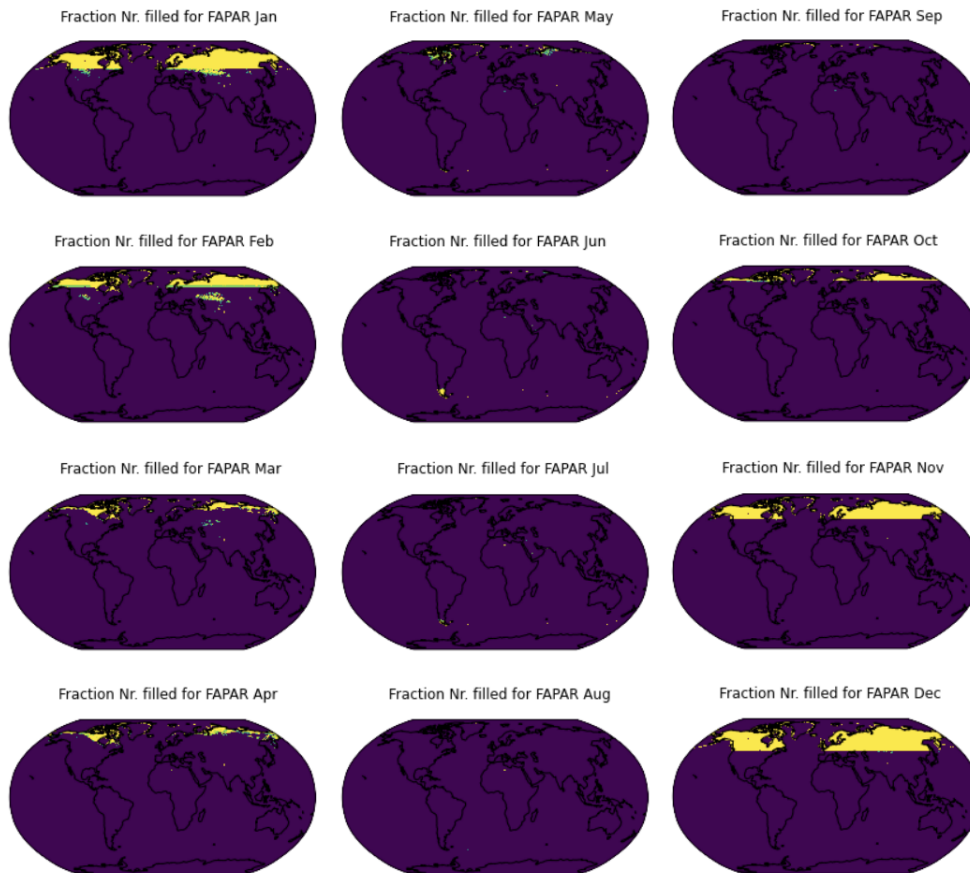 Fraction Nr. filled for FAPAR Jan
Fraction Nr. filled for FAPAR May
Fraction Nr. filled for FAPAR Sep
Fraction Nr. filled for FAPAR Feb
Fraction Nr. filled for FAPAR Jun
Fraction Nr. filled for FAPAR Oct
Fraction Nr. filled for FAPAR Mar
Fraction Nr. filled for FAPAR Jul
Fraction Nr. filled for FAPAR Nov
Fraction Nr. filled for FAPAR Apr
Fraction Nr. filled for FAPAR Aug
Fraction Nr. filled for FAPAR Dec